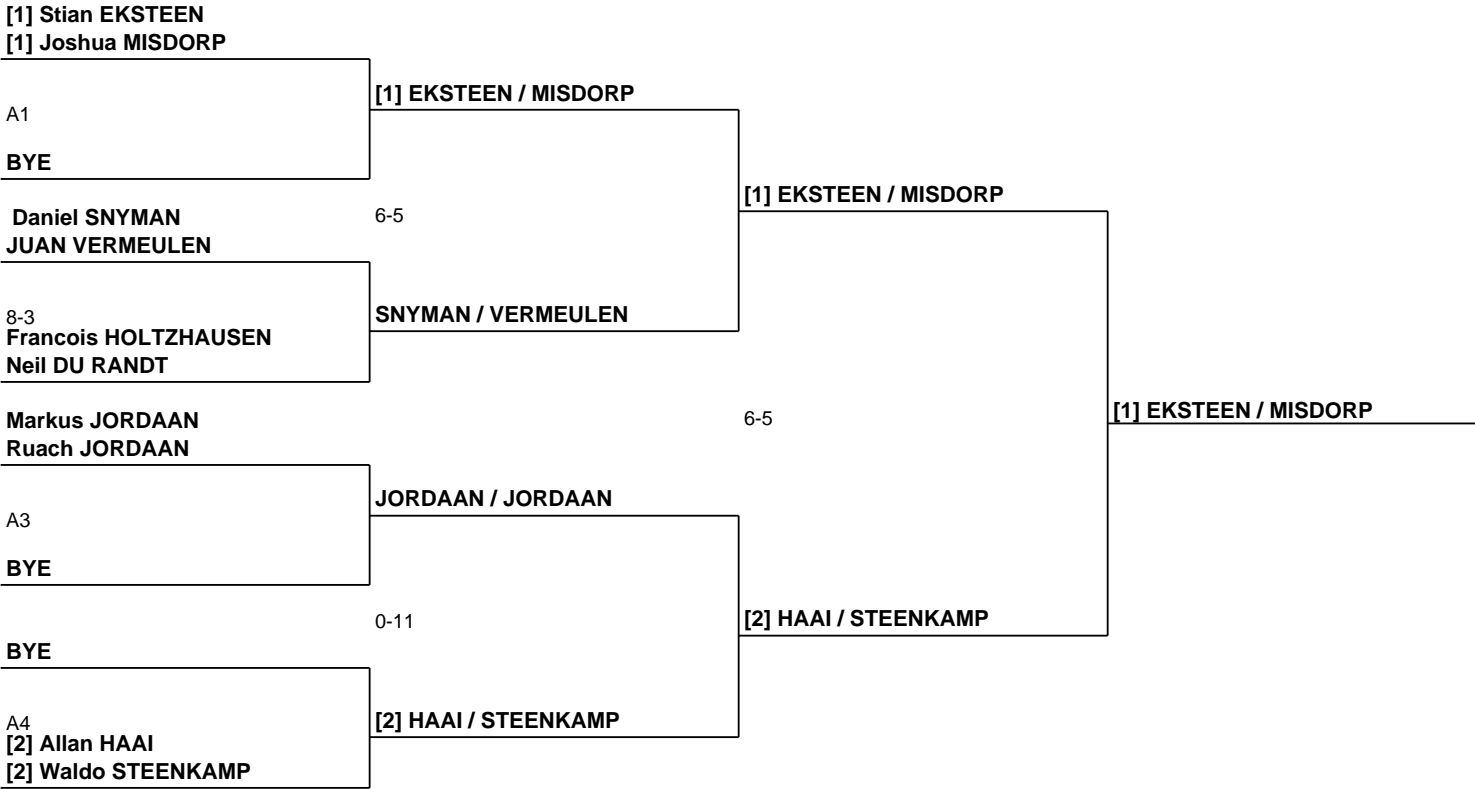 [1] Stian EKSTEEN
[1] Joshua MISDORP
[1] EKSTEEN / MISDORP
A1
BYE
[1] EKSTEEN / MISDORP
Daniel SNYMAN
6-5
JUAN VERMEULEN
8-3
SNYMAN / VERMEULEN
Francois HOLTZHAUSEN
Neil DU RANDT
[1] EKSTEEN / MISDORP
Markus JORDAAN
6-5
Ruach JORDAAN
JORDAAN / JORDAAN
A3
BYE
0-11
[2] HAAI / STEENKAMP
BYE
A4
[2] HAAI / STEENKAMP
[2] Allan HAAI
[2] Waldo STEENKAMP